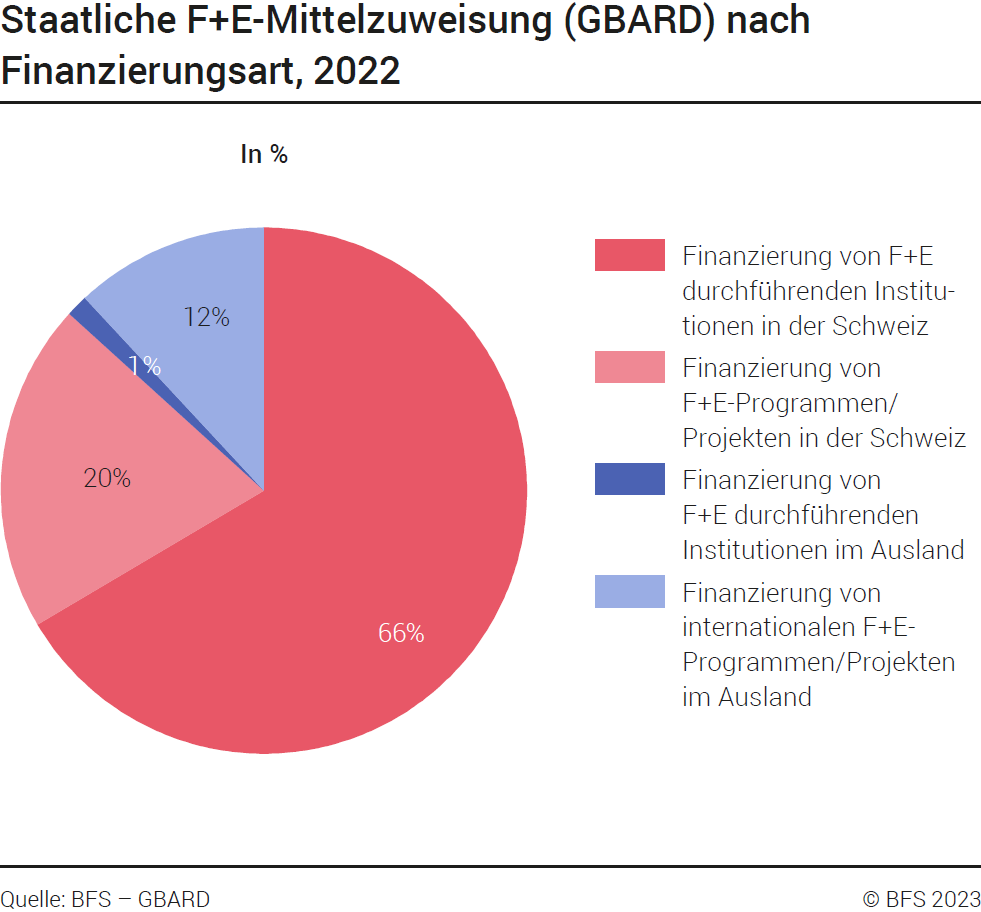 Staatliche F+E-Mittelzuweisung (GBARD) nach
Finanzierungsart, 2022
In %
12%
1%
20%
66%
Finanzierung von F+E
durchführenden Institu-
tionen in der Schweiz
Finanzierung von
F+E-Programmen/
Projekten in der Schweiz
Finanzierung von
F+E durchführenden
Institutionen im Ausland
Finanzierung von
internationalen F+E-
Programmen/Projekten
im Ausland
Quelle: BFS – GBARD
© BFS 2023